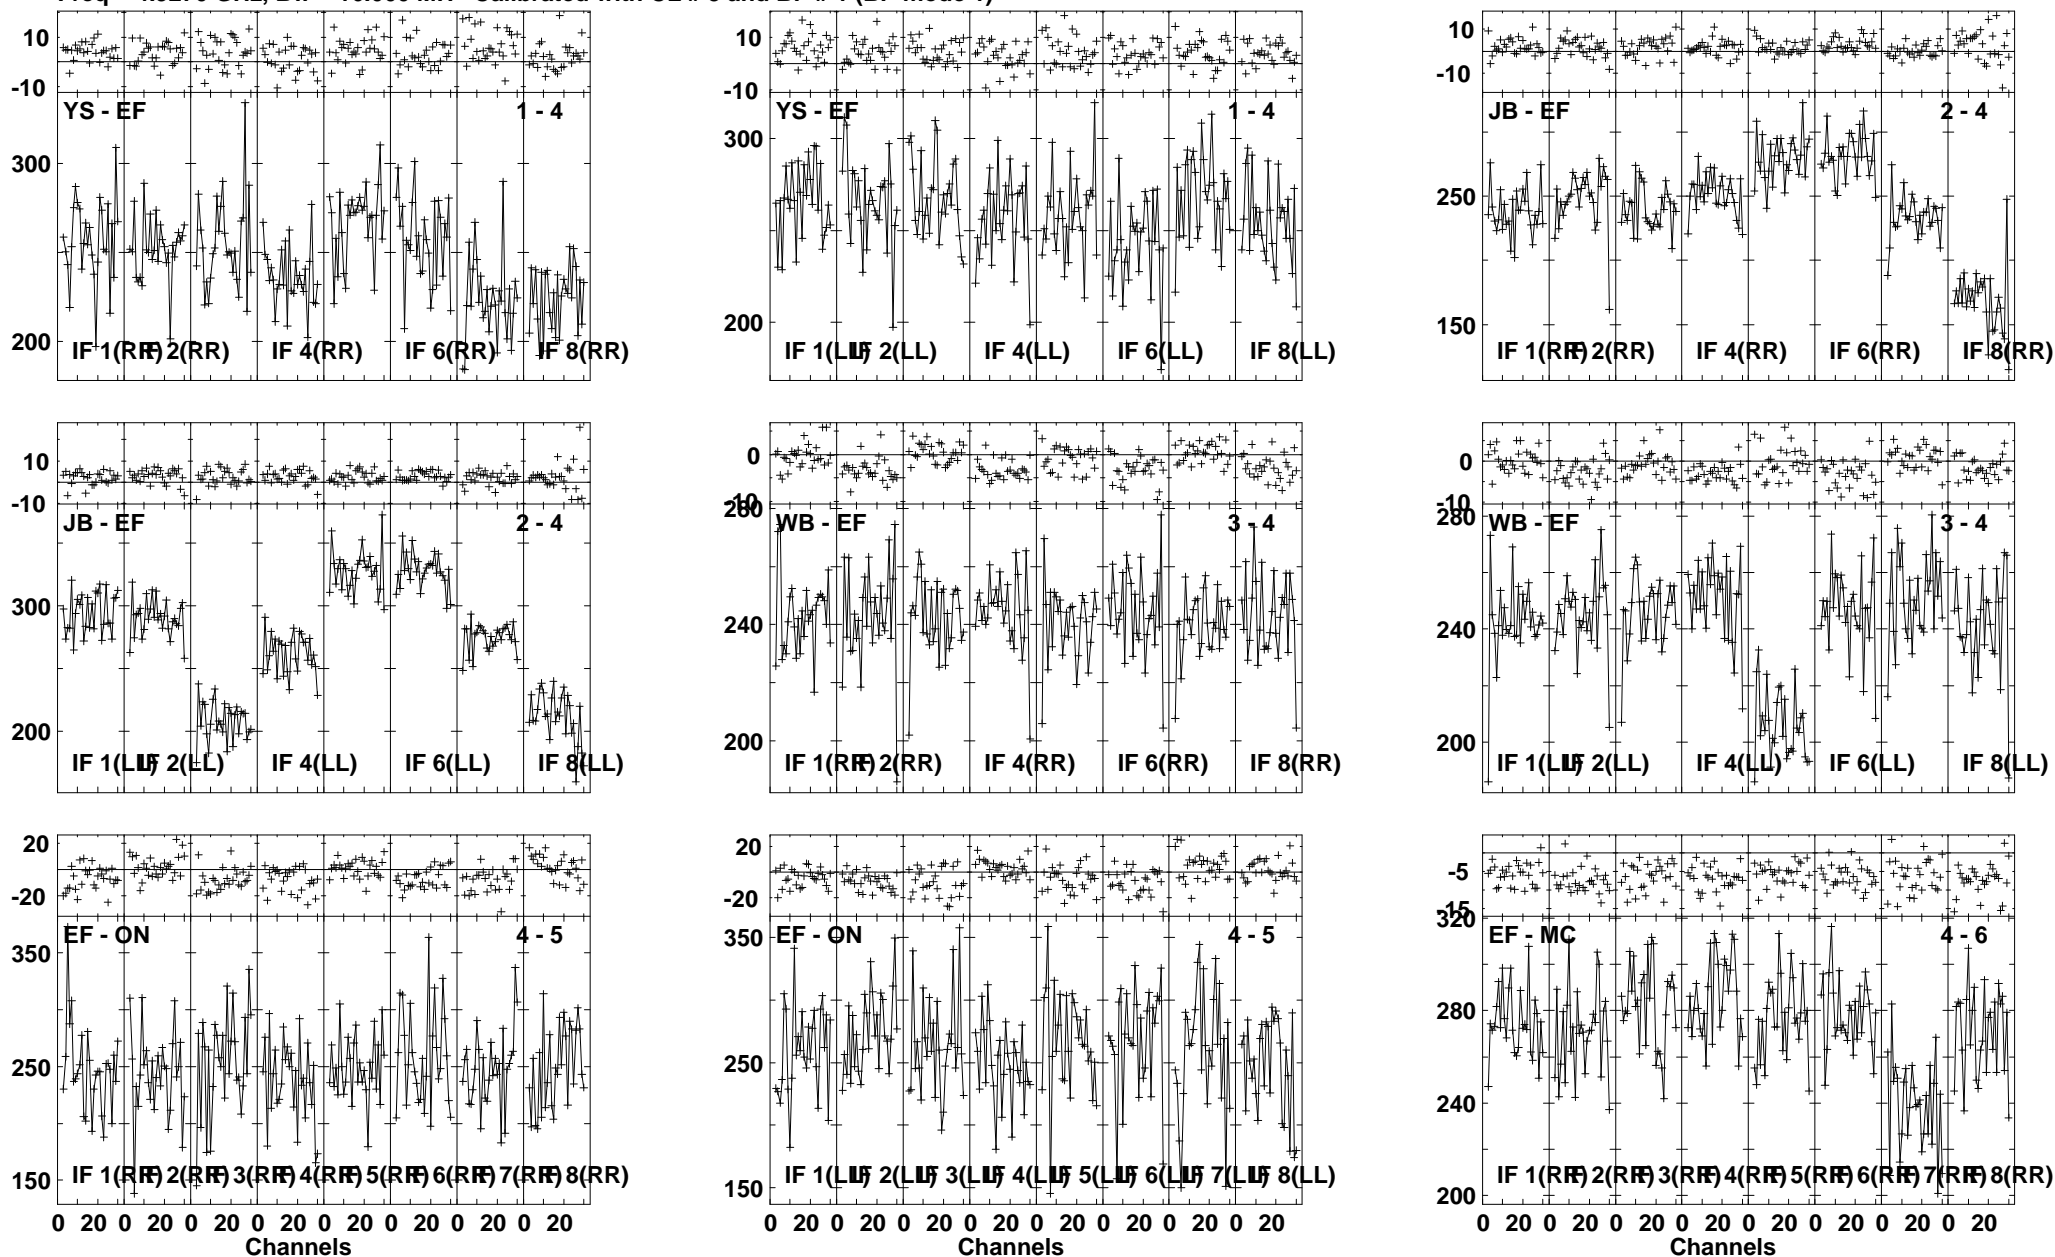 10
-10
YS - EF 1 - 4
300
200
IF 1(RR) IF 2(RR) IF 4(RR) IF 6(RR) IF 8(RR)
10
-10
YS - EF 1 - 4
300
200
IF 1(LL) IF 2(LL) IF 4(LL) IF 6(LL) IF 8(LL)
10
-10
JB - EF 2 - 4
250
150
IF 1(RR) IF 2(RR) IF 4(RR) IF 6(RR) IF 8(RR)
10
-10
JB - EF 2 - 4
300
200
IF 1(LL) IF 2(LL) IF 4(LL) IF 6(LL) IF 8(LL)
0
-10
280
WB - EF 3 - 4
240
200
IF 1(RR) IF 2(RR) IF 4(RR) IF 6(RR) IF 8(RR)
0
-10
280
WB - EF 3 - 4
240
200
IF 1(LL) IF 2(LL) IF 4(LL) IF 6(LL) IF 8(LL)
20
-20
EF - ON 4 - 5
350
250
150
IF 1(RR) IF 2(RR) IF 3(RR) IF 4(RR) IF 5(RR) IF 6(RR) IF 7(RR) IF 8(RR)
0 20 0 20 0 20 0 20 0 20 0 20 0 20 0 20
Channels
20
-20
EF - ON 4 - 5
350
250
150
IF 1(LL) IF 2(LL) IF 3(LL) IF 4(LL) IF 5(LL) IF 6(LL) IF 7(LL) IF 8(LL)
0 20 0 20 0 20 0 20 0 20 0 20 0 20 0 20
Channels
-5
-15
320
EF - MC 4 - 6
280
240
200
IF 1(RR) IF 2(RR) IF 3(RR) IF 4(RR) IF 5(RR) IF 6(RR) IF 7(RR) IF 8(RR)
0 20 0 20 0 20 0 20 0 20 0 20 0 20 0 20
Channels